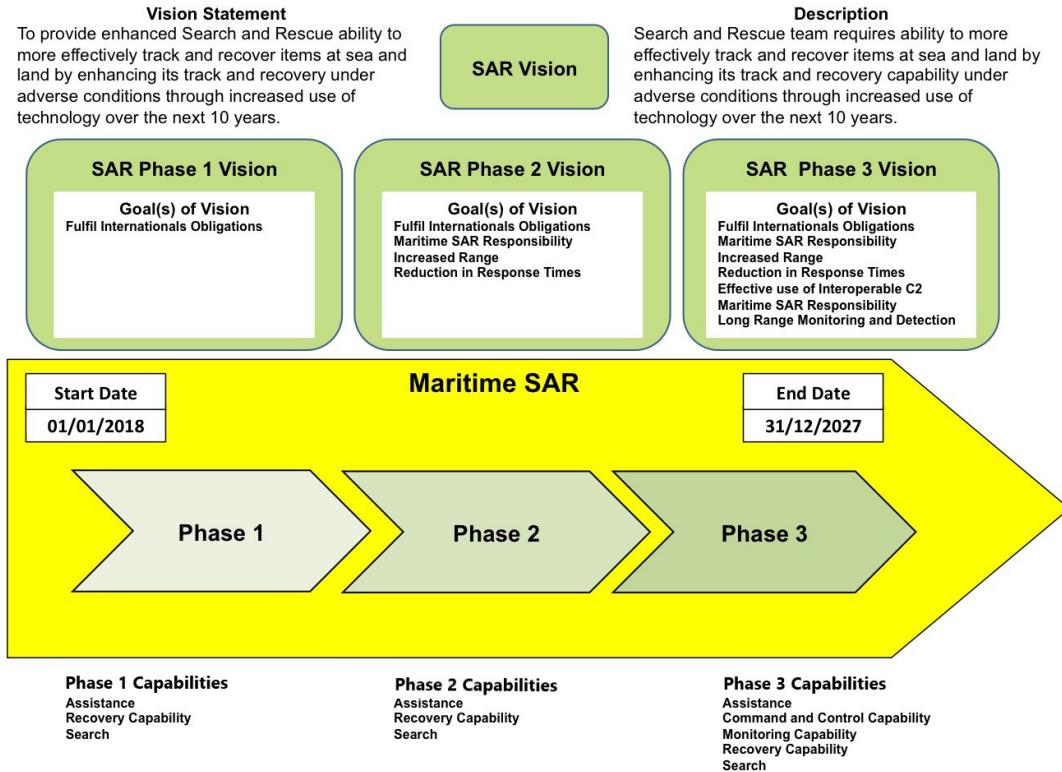 Vision Statement
To provide enhanced Search and Rescue ability to
more effectively track and recover items at sea and
land by enhancing its track and recovery under
adverse conditions through increased use of
technology over the next 10 years.
SAR Vision
Description
Search and Rescue team requires ability to more
effectively track and recover items at sea and land by
enhancing its track and recovery capability under
adverse conditions through increased use of
technology over the next 10 years.
SAR Phase 1 Vision
Goal(s) of Vision
Fulfil Internationals Obligations
SAR Phase 2 Vision
Goal(s) of Vision
Fulfil Internationals Obligations
Maritime SAR Responsibility
Increased Range
Reduction in Response Times
SAR Phase 3 Vision
Goal(s) of Vision
Fulfil Internationals Obligations
Maritime SAR Responsibility
Increased Range
Reduction in Response Times
Effective use of Interoperable C2
Maritime SAR Responsibility
Long Range Monitoring and Detection
Maritime SAR
Start Date
01/01/2018
End Date
31/12/2027
Phase 1
Phase 2
Phase 3
Phase 1 Capabilities
Assistance
Recovery Capability
Search
Phase 2 Capabilities
Assistance
Recovery Capability
Search
Phase 3 Capabilities
Assistance
Command and Control Capability
Monitoring Capability
Recovery Capability
Search